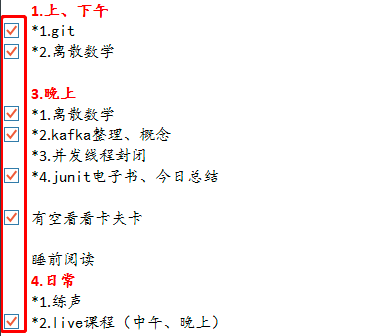 1.上、下午
*1.git
*2.离散数学
3.晚上
*1.离散数学
*2.kafka整理、概念
*3.并发线程封闭
*4.junit电子书、今日总结
有空看看卡夫卡
睡前阅读
4.日常
*1.练声
*2.live课程（中午、晚上）